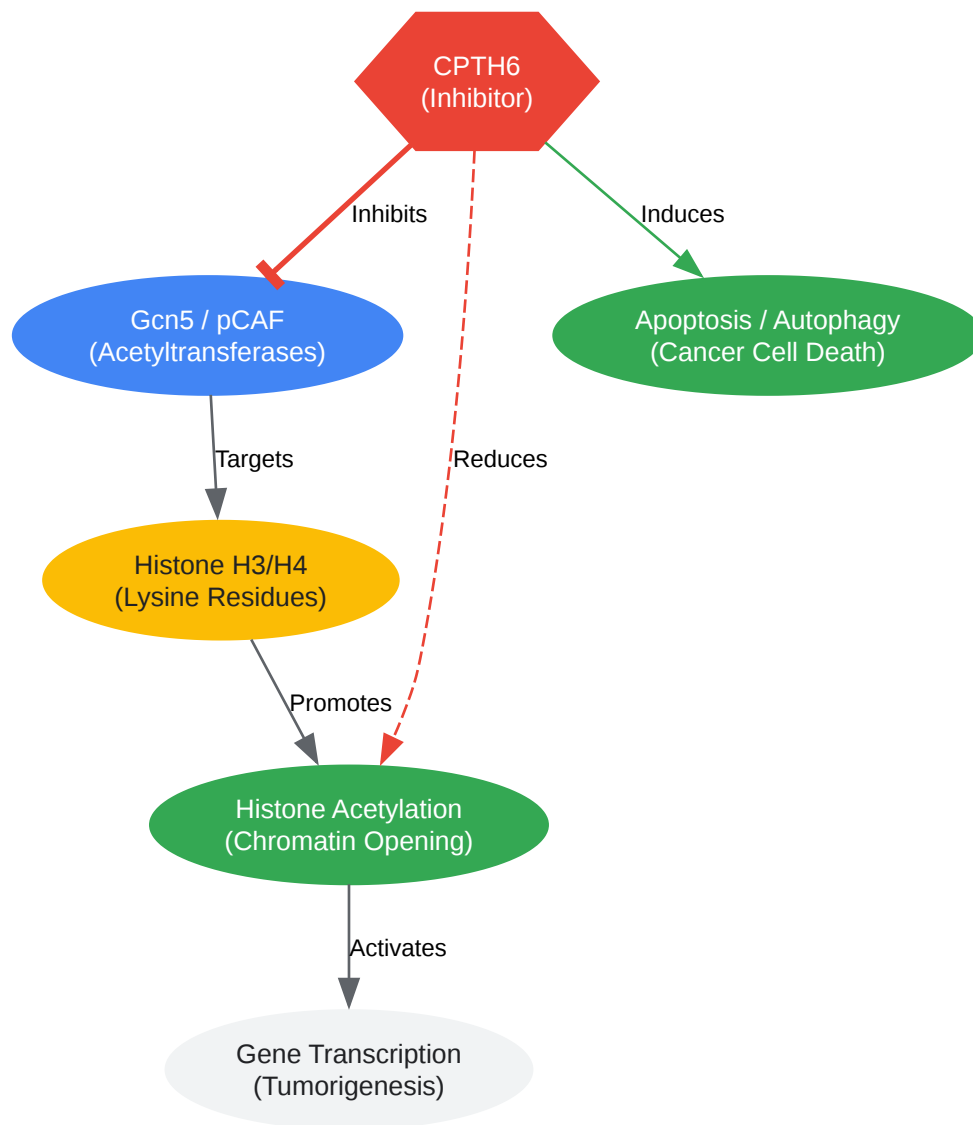 CPTH6
(Inhibitor)
Inhibits
Induces
Gcn5 / pCAF
(Acetyltransferases)
Apoptosis / Autophagy
(Cancer Cell Death)
Targets
Reduces
Histone H3/H4
(Lysine Residues)
Promotes
Histone Acetylation
(Chromatin Opening)
Activates
Gene Transcription
(Tumorigenesis)